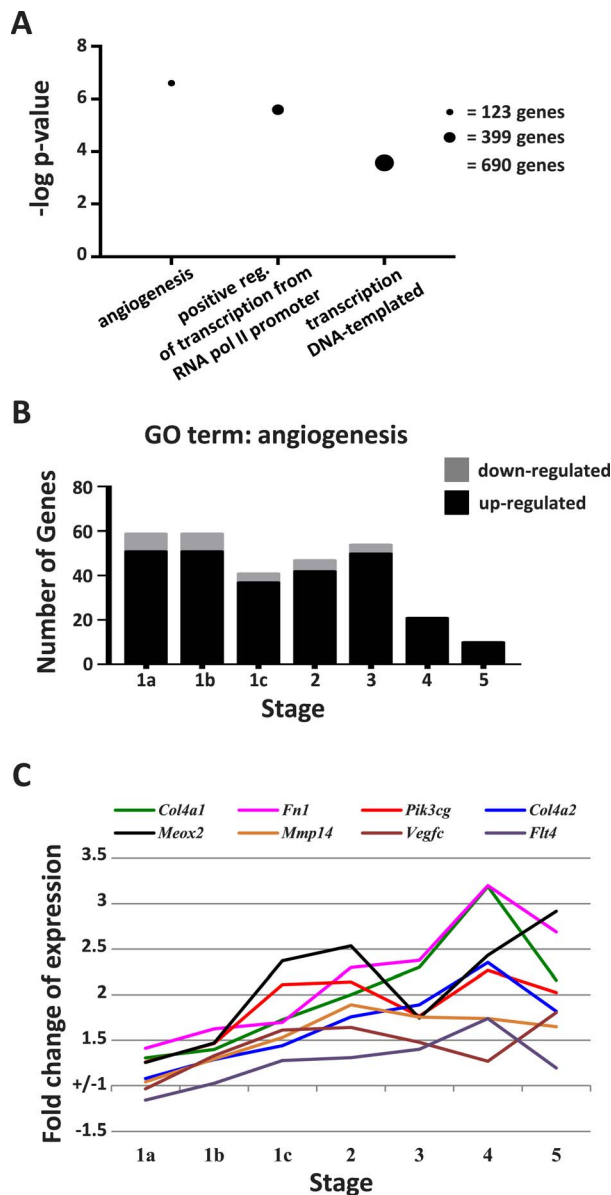 A
8
6
4
2
0
-log p-value
= 123 genes
= 399 genes
= 690 genes
angiogenesis
positive reg.
of transcription from
RNA pol II promoter
transcription
DNA-templated
B
GO term: angiogenesis
down-regulated
up-regulated
80
60
40
20
0
Number of Genes
1a 1b 1c 2 3 4 5
Stage
C
Col4a1 Fn1 Pik3cg Col4a2
Meox2 Mmp14 Vegfc Flt4
3.5
3
2.5
2
1.5
+/-1
-1.5
Fold change of expression
1a 1b 1c 2 3 4 5
Stage